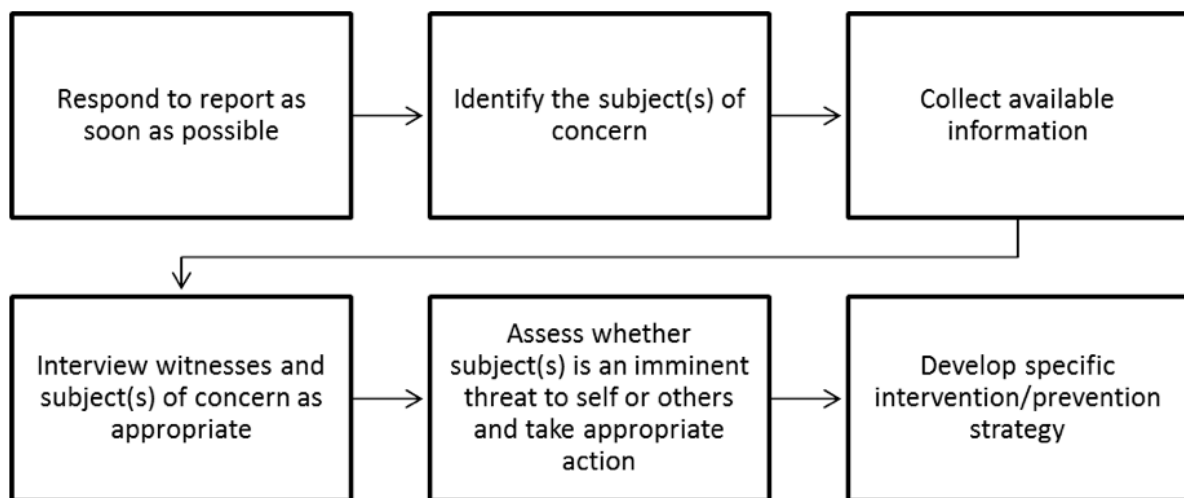 Respond to report as
soon as possible
Identify the subject(s) of
concern
Collect available
information
Interview witnesses and
subject(s) of concern as
appropriate
Assess whether
subject(s) is an imminent
threat to self or others
and take appropriate
action
Develop specific
intervention/prevention
strategy